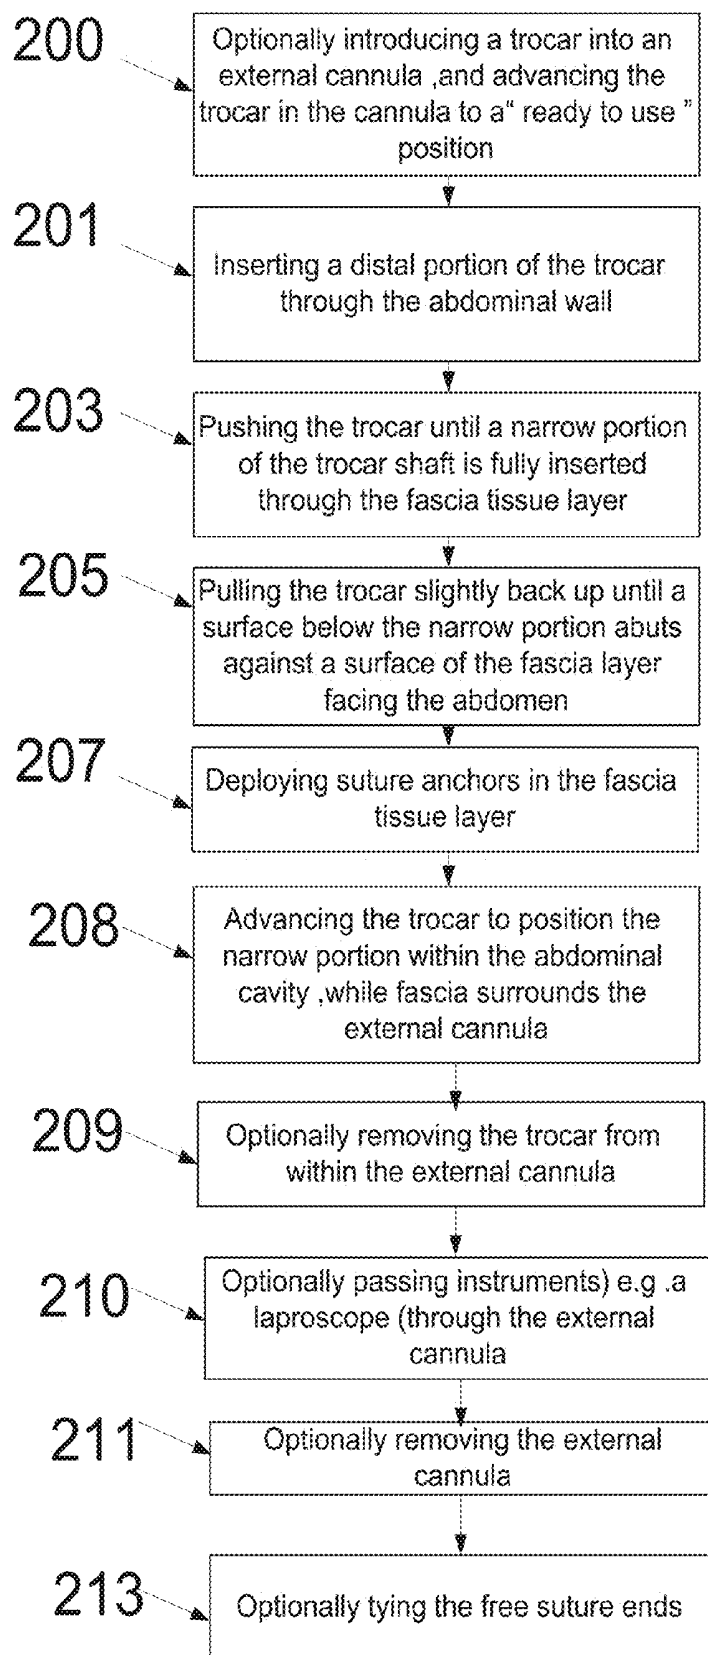 200
Optionally introducing a trocar into an
external cannula ,and advancing the
trocar in the cannula to a“ ready to use ”
position
201
Inserting a distal portion of the trocar
through the abdominal wall
203
Pushing the trocar until a narrow portion
of the trocar shaft is fully inserted
through the fascia tissue layer
205
Pulling the trocar slightly back up until a
surface below the narrow portion abuts
against a surface of the fascia layer
facing the abdomen
207
Deploying suture anchors in the fascia
tissue layer
208
Advancing the trocar to position the
narrow portion within the abdominal
cavity ,while fascia surrounds the
external cannula
209
Optionally removing the trocar from
within the external cannula
210
Optionally passing instruments) e.g .a
laproscope (through the external
cannula
211
Optionally removing the external
cannula
213
Optionally tying the free suture ends